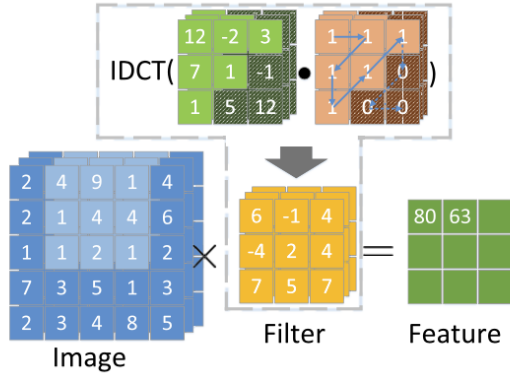 12 -2 3 1 1 1
IDCT( 7 1 -1 • 1 1 0 )
1 5 12 1 0 0
2 4 9 1 4
2 1 4 4 6 6 -1 4 80 63
1 1 2 1 2 × -4 2 4 =
7 3 5 1 3 7 5 7
2 3 4 8 5
Image Filter Feature